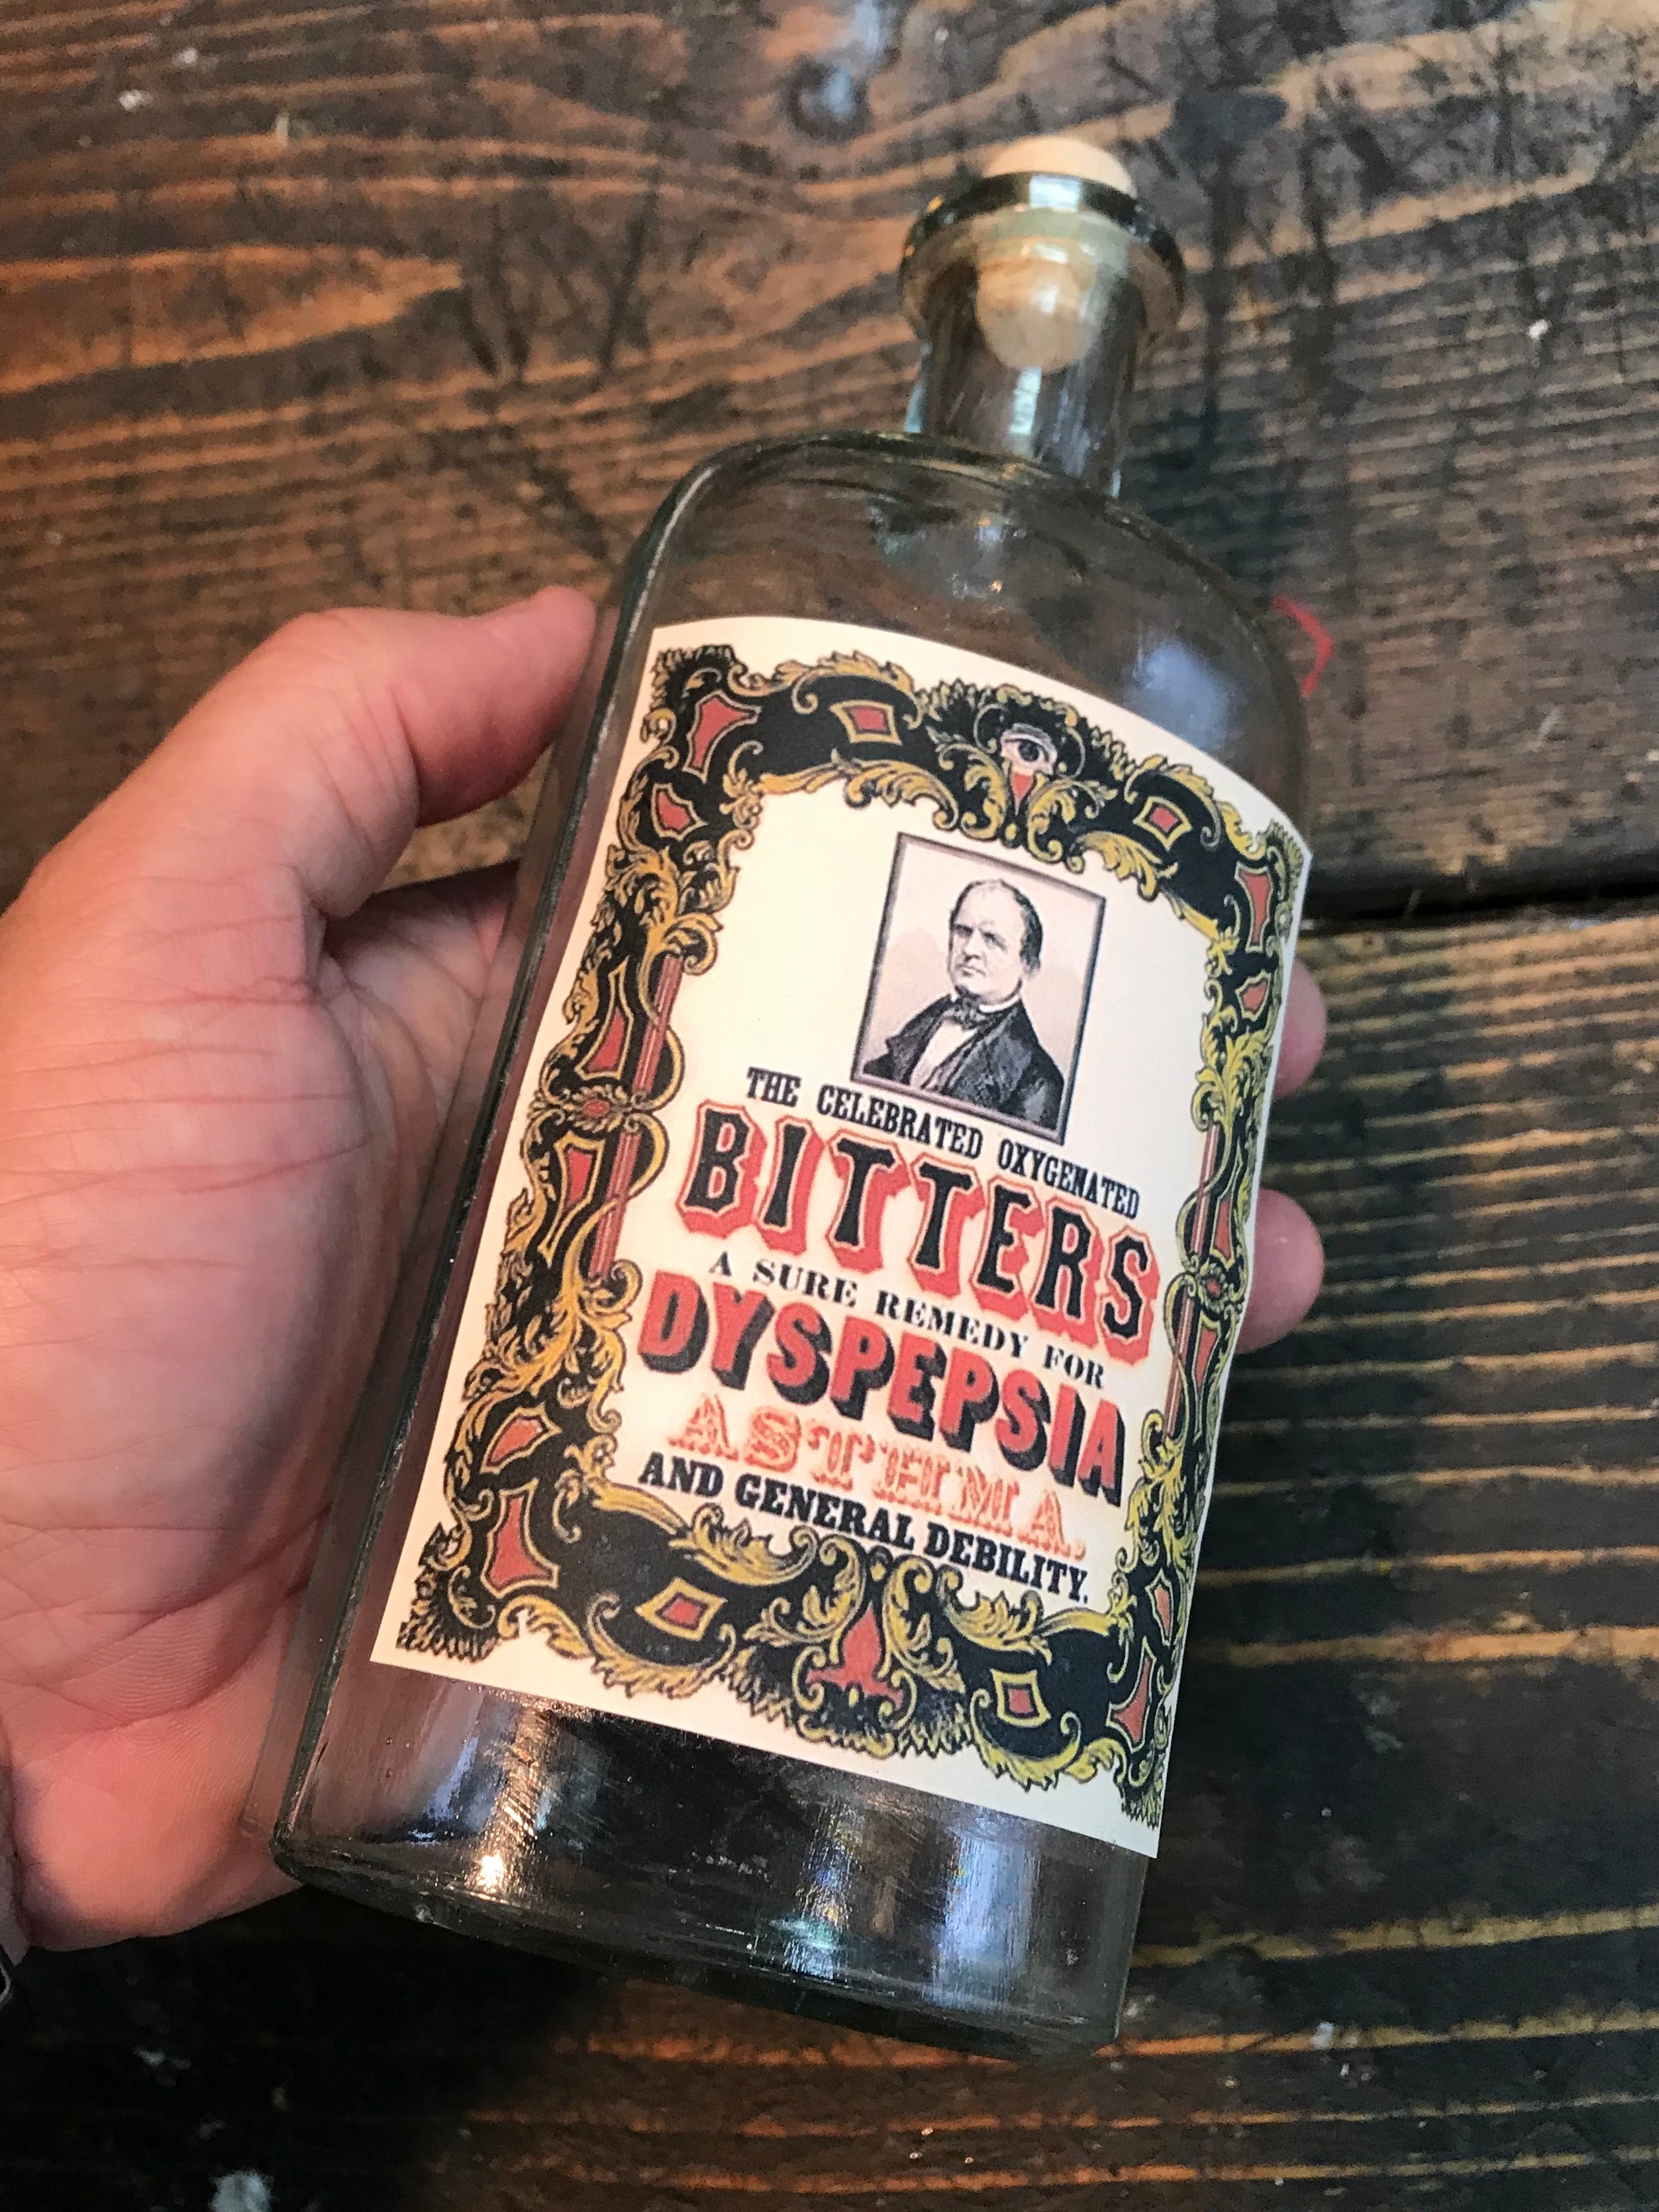 THE CELEBRATED OXYGENATED
BITTERS
A SURE REMEDY FOR
DYSPEPSIA
ASTHMA.
AND GENERAL DEBILITY.